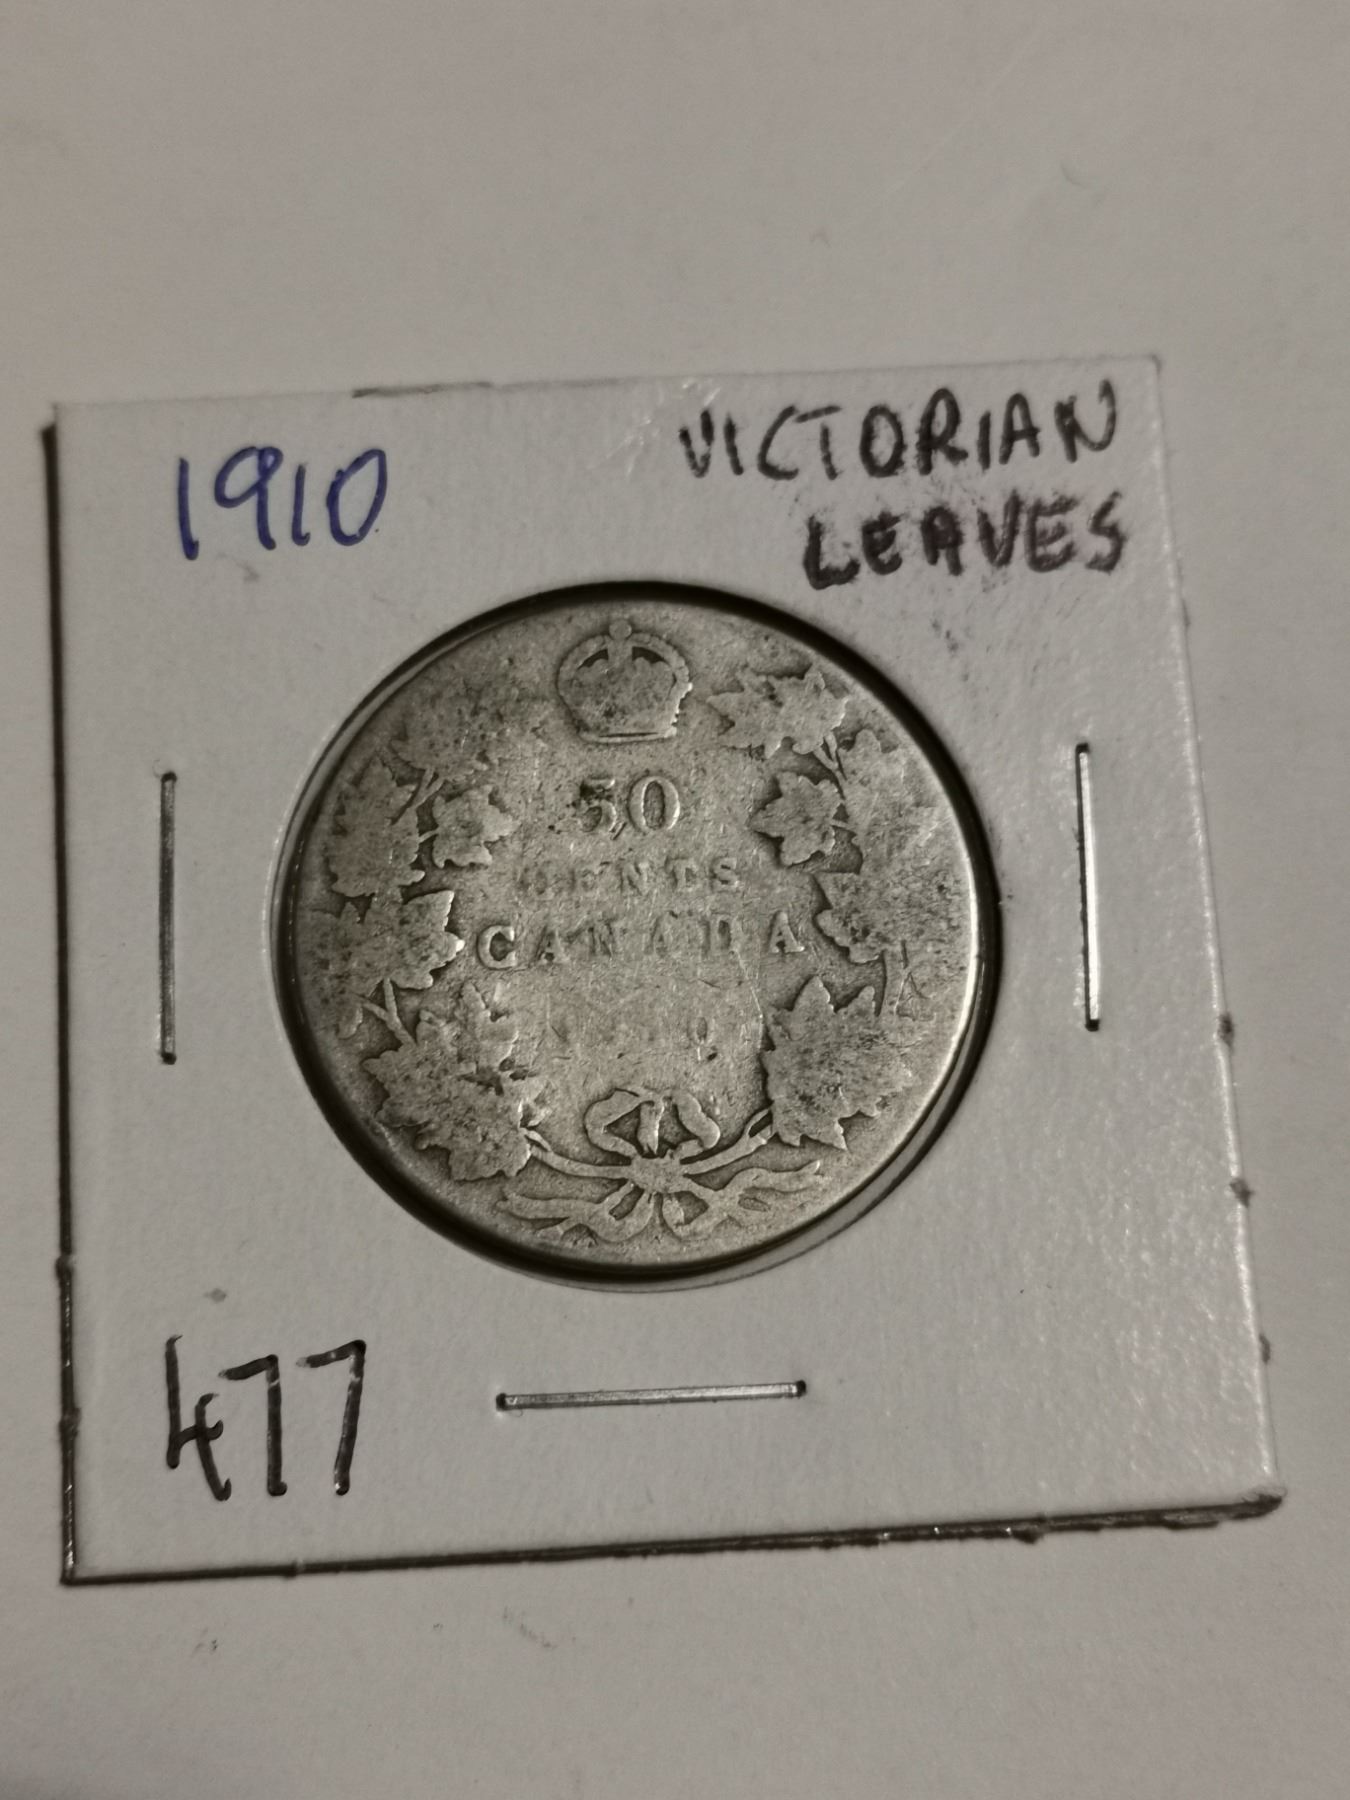 1910
VICTORIAN
LEAVES
50
CENTS
CANADA
477